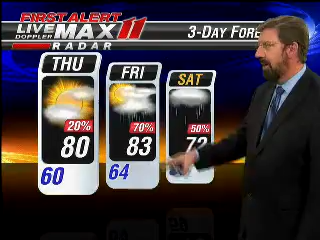 FIRST ALERT
LIVE MAX 11
DOPPLER
RADAR
3-DAY FORE
THU
20%
80
60
FRI
70%
83
64
SAT
50%